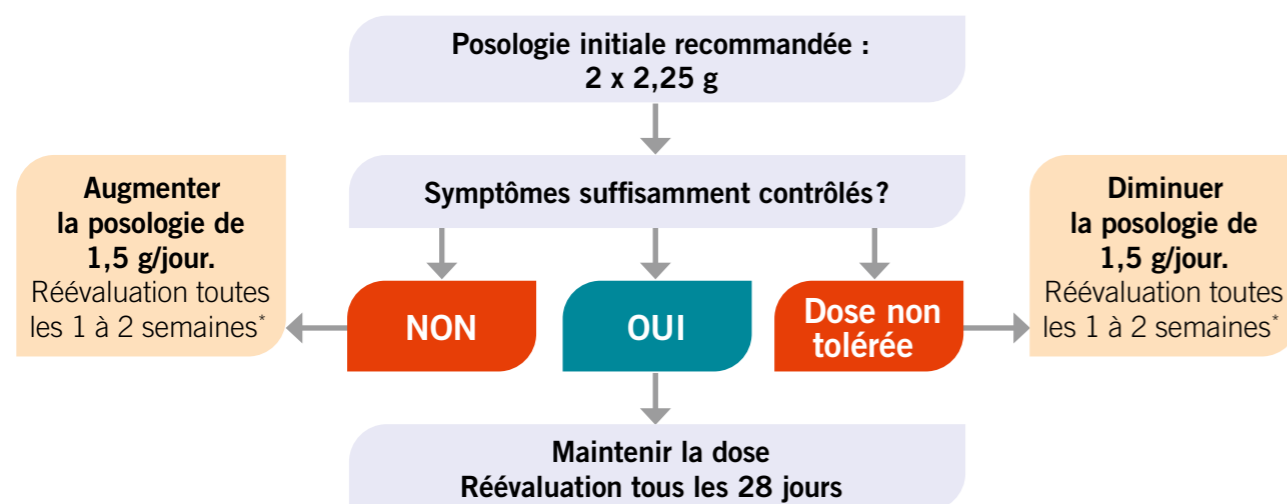 Posologie initiale recommandée :
2 x 2,25 g
Symptômes suffisamment contrôlés ?
Augmenter
la posologie de
1,5 g/jour.
Réévaluation toutes
les 1 à 2 semaines*
NON
OUI
Dose non
tolérée
Diminuer
la posologie de
1,5 g/jour.
Réévaluation toutes
les 1 à 2 semaines*
Maintenir la dose
Réévaluation tous les 28 jours